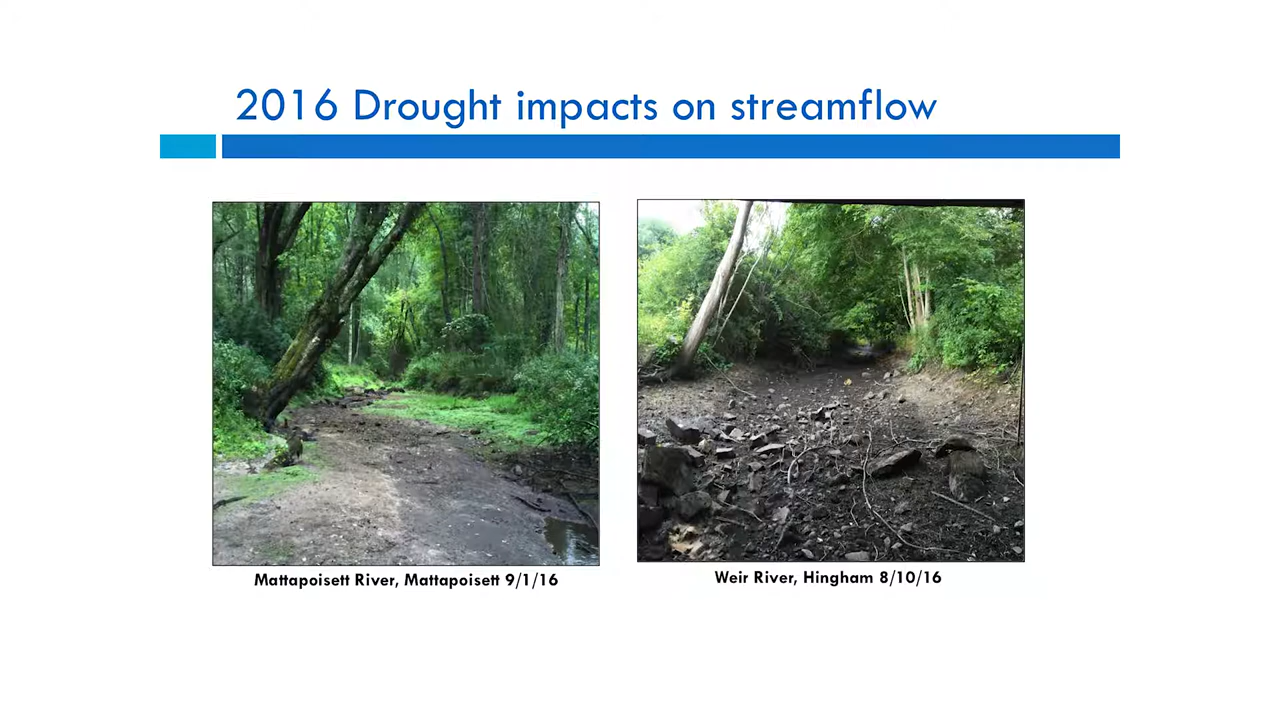 2016 Drought impacts on streamflow
Mattapoisett River, Mattapoisett 9/1/16
Weir River, Hingham 8/10/16